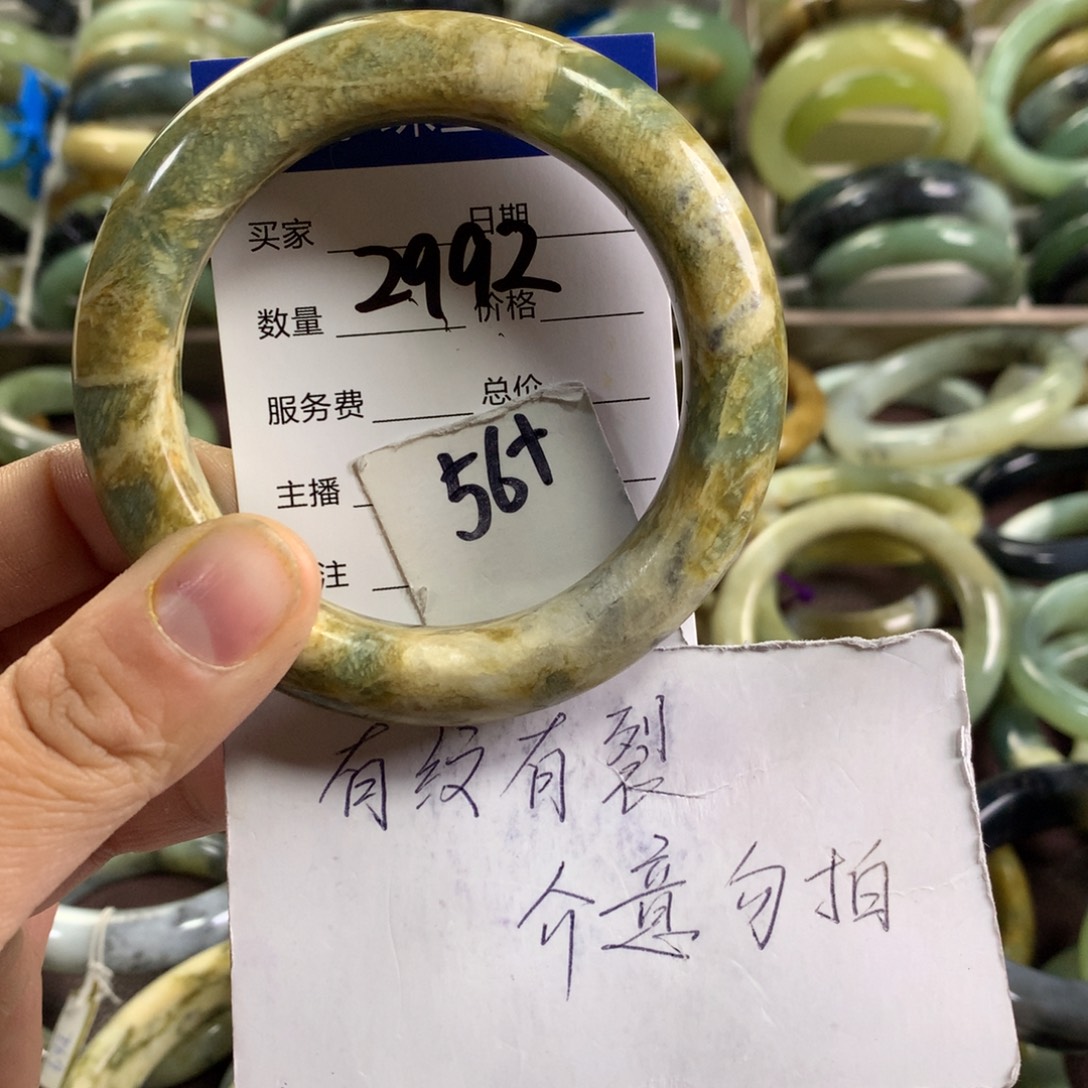 买家 日期
2992
数量 价格
服务费 总价
56+
主播
注
有纹有裂
介意勿拍